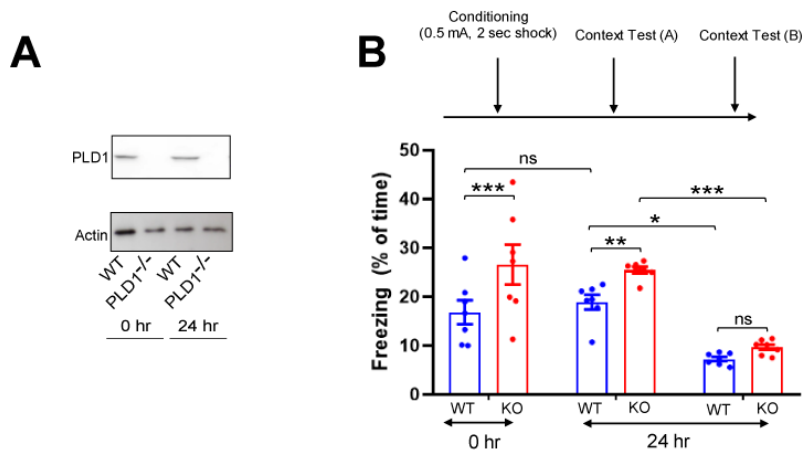 A
PLD1
Actin
WT
PLD1-/-
WT
PLD1-/-
0 hr
24 hr
B
Conditioning
(0.5 mA, 2 sec shock)
Context Test (A)
Context Test (B)
Freezing (% of time)
50
40
30
20
10
0
ns
***
***
*
**
ns
WT
KO
WT
KO
WT
KO
0 hr
24 hr